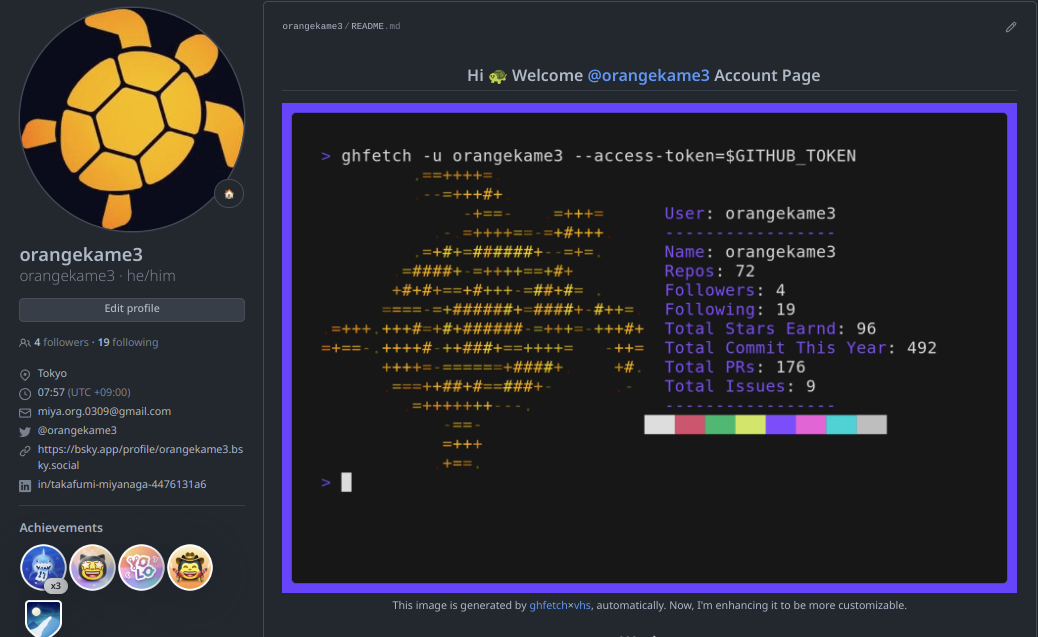 orangekame3
orangekame3 · he/him
Edit profile
4 followers · 19 following
Tokyo
07:57 (UTC +09:00)
miya.org.0309@gmail.com
@orangekame3
https://bsky.app/profile/orangekame3.bs
ky.social
in/takafumi-miyanaga-4476131a6
Achievements
YOLO
x3
orangekame3/README.md
Hi 🐢 Welcome @orangekame3 Account Page
> ghfetch -u orangekame3 --access-token=$GITHUB_TOKEN
User: orangekame3
-----------------
Name: orangekame3
Repos: 72
Followers: 4
Following: 19
Total Stars Earnd: 96
Total Commit This Year: 492
Total PRs: 176
Total Issues: 9
-----------------
>
This image is generated by ghfetch×vhs, automatically. Now, I'm enhancing it to be more customizable.